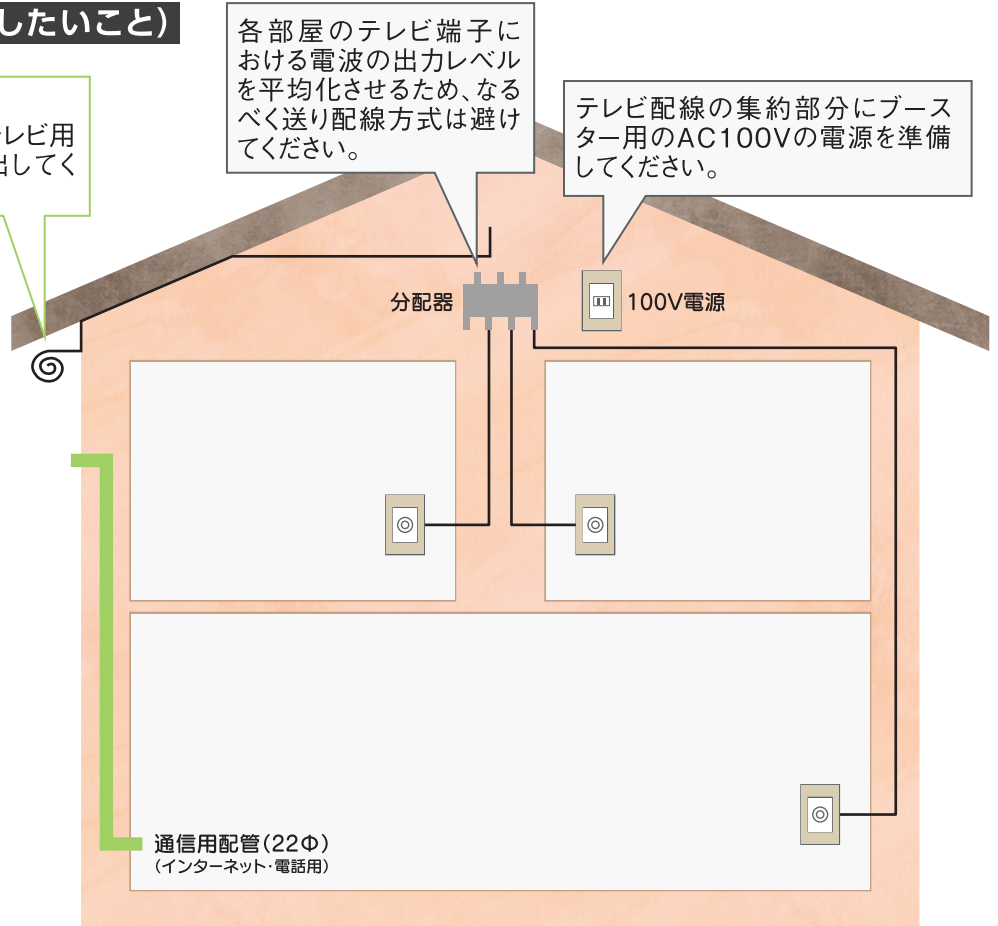 したいこと）
テレビ用
出してく
各部屋のテレビ端子に
おける電波の出力レベル
を平均化させるため、なる
べく送り配線方式は避け
てください。
テレビ配線の集約部分にブース
ター用のAC100Vの電源を準備
してください。
分配器
100V電源
通信用配管（22Φ）
（インターネット・電話用）